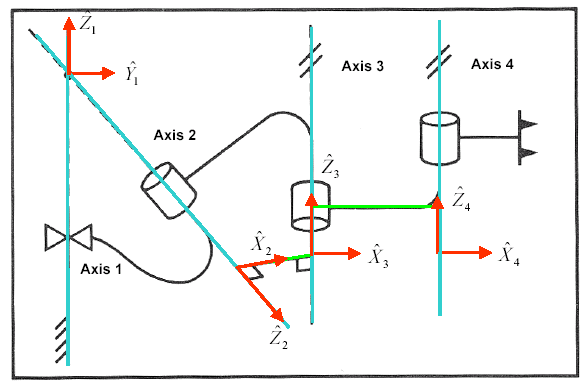 Ẑ₁
Ŷ₁
Axis 3
Axis 4
Axis 2
Ẑ₃
Ẑ₄
X̂₂
X̂₃
X̂₄
Axis 1
Ẑ₂